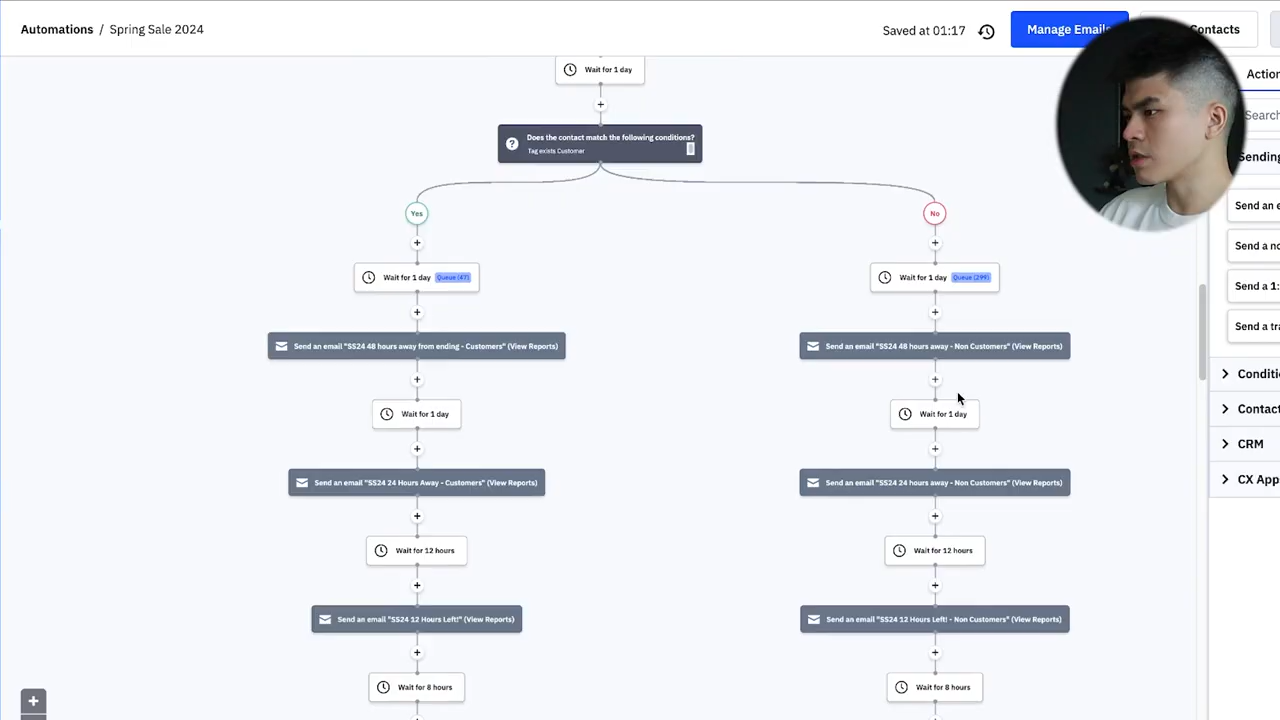 Automations / Spring Sale 2024
Saved at 01:17
Manage Emails
Contacts
Wait for 1 day
Does the contact match the following conditions?
Tag exists Customer
Yes
No
Wait for 1 day Queue (47)
Wait for 1 day Queue (299)
Send an email "SS24 48 hours away from ending - Customers" (View Reports)
Send an email "SS24 48 hours away - Non Customers" (View Reports)
Wait for 1 day
Wait for 1 day
Send an email "SS24 24 Hours Away - Customers" (View Reports)
Send an email "SS24 24 hours away - Non Customers" (View Reports)
Wait for 12 hours
Wait for 12 hours
Send an email "SS24 12 Hours Left!" (View Reports)
Send an email "SS24 12 Hours Left! - Non Customers" (View Reports)
Wait for 8 hours
Wait for 8 hours
Action
Search
Sending
Send an e
Send a no
Send a 1:
Send a tra
Conditio
Contact
CRM
CX App